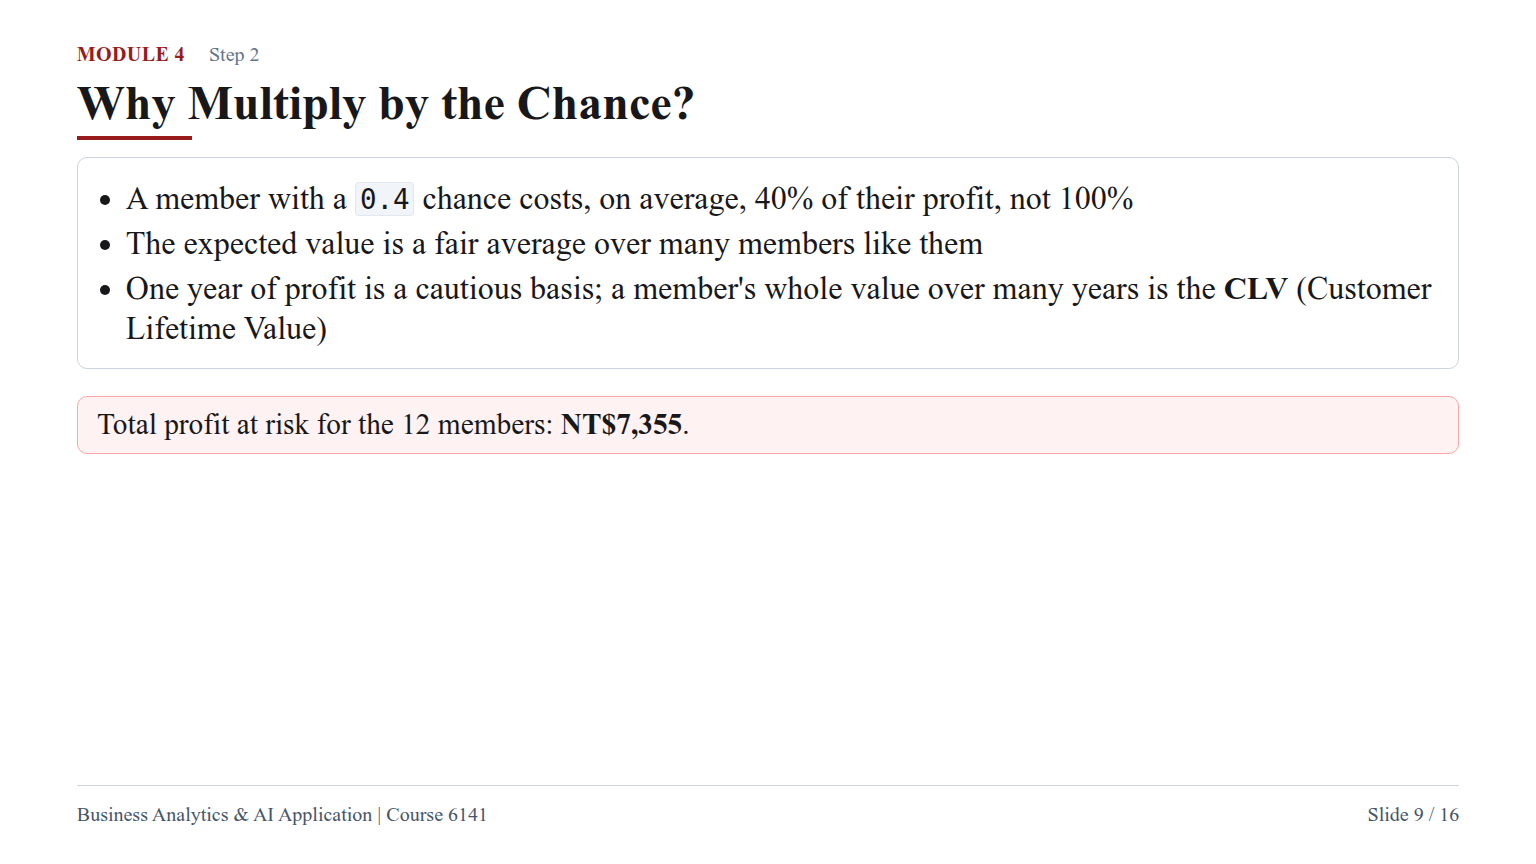 MODULE 4 Step 2
Why Multiply by the Chance?
• A member with a 0.4 chance costs, on average, 40% of their profit, not 100%
• The expected value is a fair average over many members like them
• One year of profit is a cautious basis; a member's whole value over many years is the CLV (Customer
Lifetime Value)
Total profit at risk for the 12 members: NT$7,355.
Business Analytics & AI Application | Course 6141
Slide 9 / 16